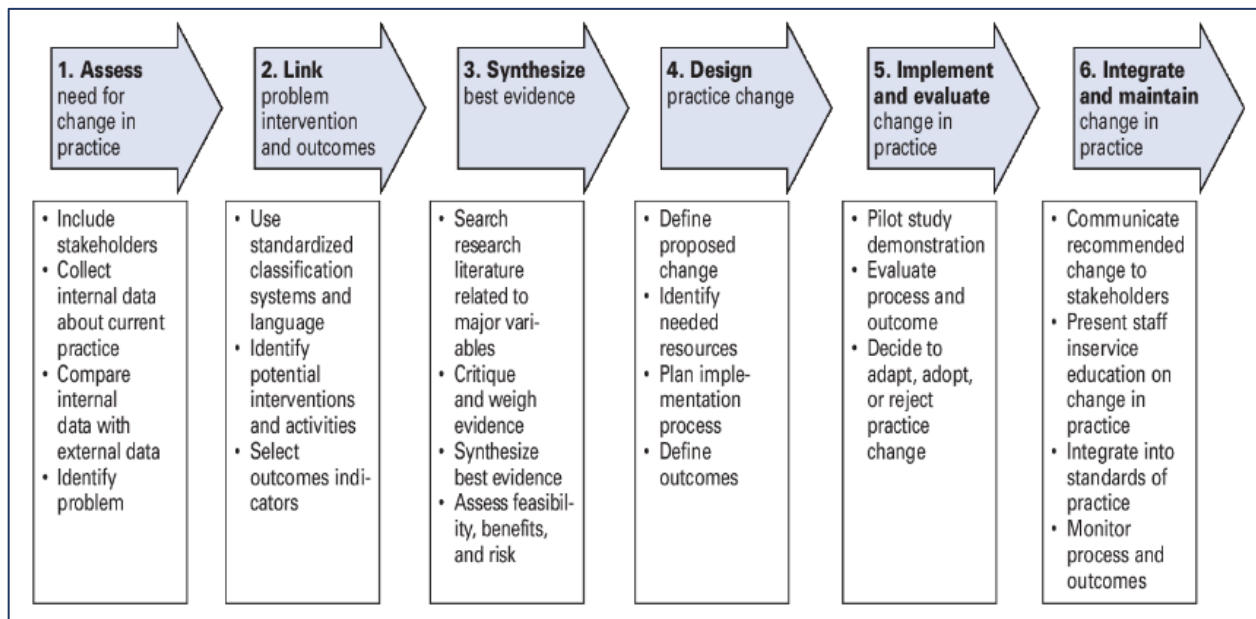 1. Assess
need for
change in
practice
2. Link
problem
intervention
and outcomes
3. Synthesize
best evidence
4. Design
practice change
5. Implement
and evaluate
change in
practice
6. Integrate
and maintain
change in
practice
• Include
stakeholders
• Collect
internal data
about current
practice
• Compare
internal
data with
external data
• Identify
problem
• Use
standardized
classification
systems and
language
• Identify
potential
interventions
and activities
• Select
outcomes indi-
cators
• Search
research
literature
related to
major vari-
ables
• Critique
and weigh
evidence
• Synthesize
best evidence
• Assess feasibil-
ity, benefits,
and risk
• Define
proposed
change
• Identify
needed
resources
• Plan imple-
mentation
process
• Define
outcomes
• Pilot study
demonstration
• Evaluate
process and
outcome
• Decide to
adapt, adopt,
or reject
practice
change
• Communicate
recommended
change to
stakeholders
• Present staff
inservice
education on
change in
practice
• Integrate into
standards of
practice
• Monitor
process and
outcomes